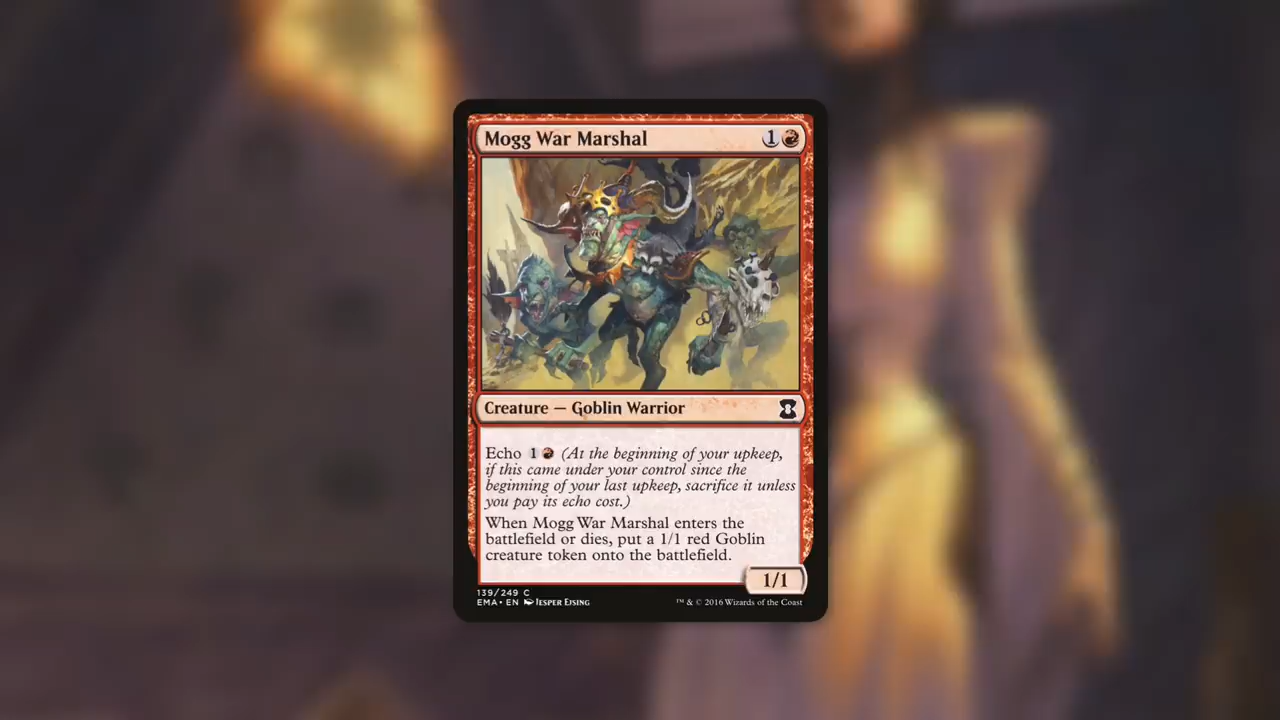 Mogg War Marshal 1
Creature — Goblin Warrior
Echo 1 (At the beginning of your upkeep,
if this came under your control since the
beginning of your last upkeep, sacrifice it unless
you pay its echo cost.)
When Mogg War Marshal enters the
battlefield or dies, put a 1/1 red Goblin
creature token onto the battlefield.
1/1
139/249 C
EMA • EN Jesper Ejsing ™ & © 2016 Wizards of the Coast